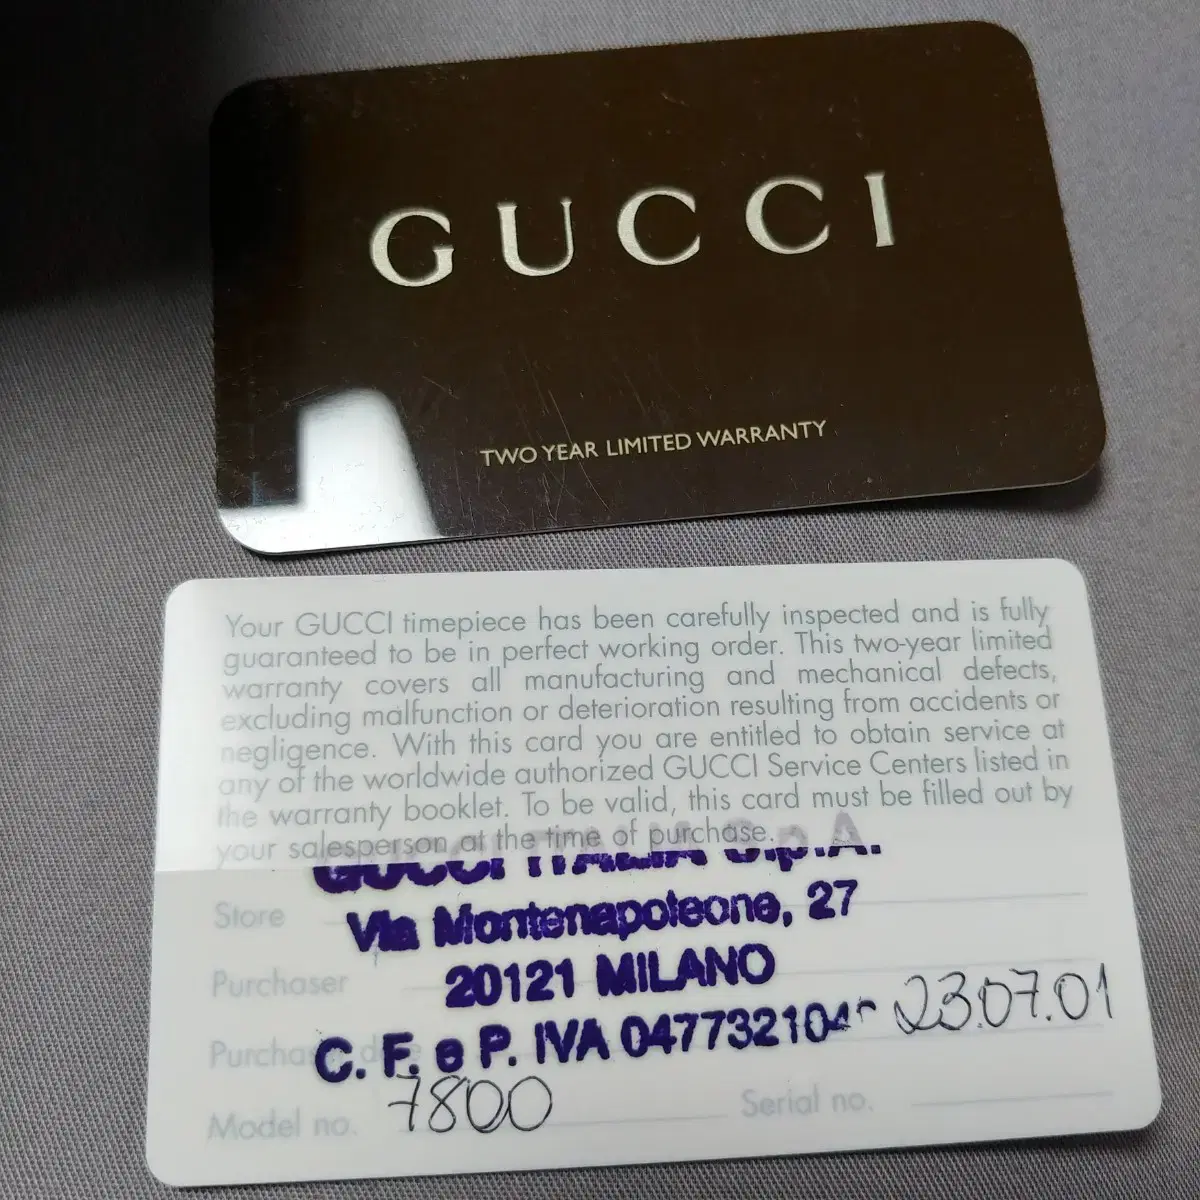 GUCCI
TWO YEAR LIMITED WARRANTY
Your GUCCI timepiece has been carefully inspected and is fully
guaranteed to be in perfect working order. This two-year limited
warranty covers all manufacturing and mechanical defects,
excluding malfunction or deterioration resulting from accidents or
negligence. With this card you are entitled to obtain service at
any of the worldwide authorized GUCCI Service Centers listed in
the warranty booklet. To be valid, this card must be filled out by
your salesperson at the time of purchase.
GUCCI ITALIA S.p.A.
Store Via Montenapoleone, 27
Purchaser 20121 MILANO
23.07.01
C. F. e P. IVA
Model no. 7800 Serial no.